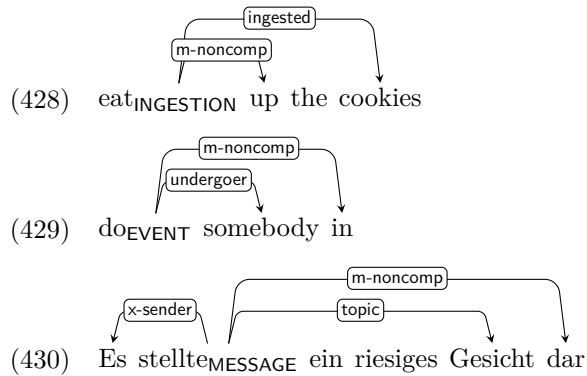 ingested
m-noncomp
(428) eatINGESTION up the cookies
m-noncomp
undergoer
(429) doEVENT somebody in
m-noncomp
x-sender topic
(430) Es stellteMESSAGE ein riesiges Gesicht dar